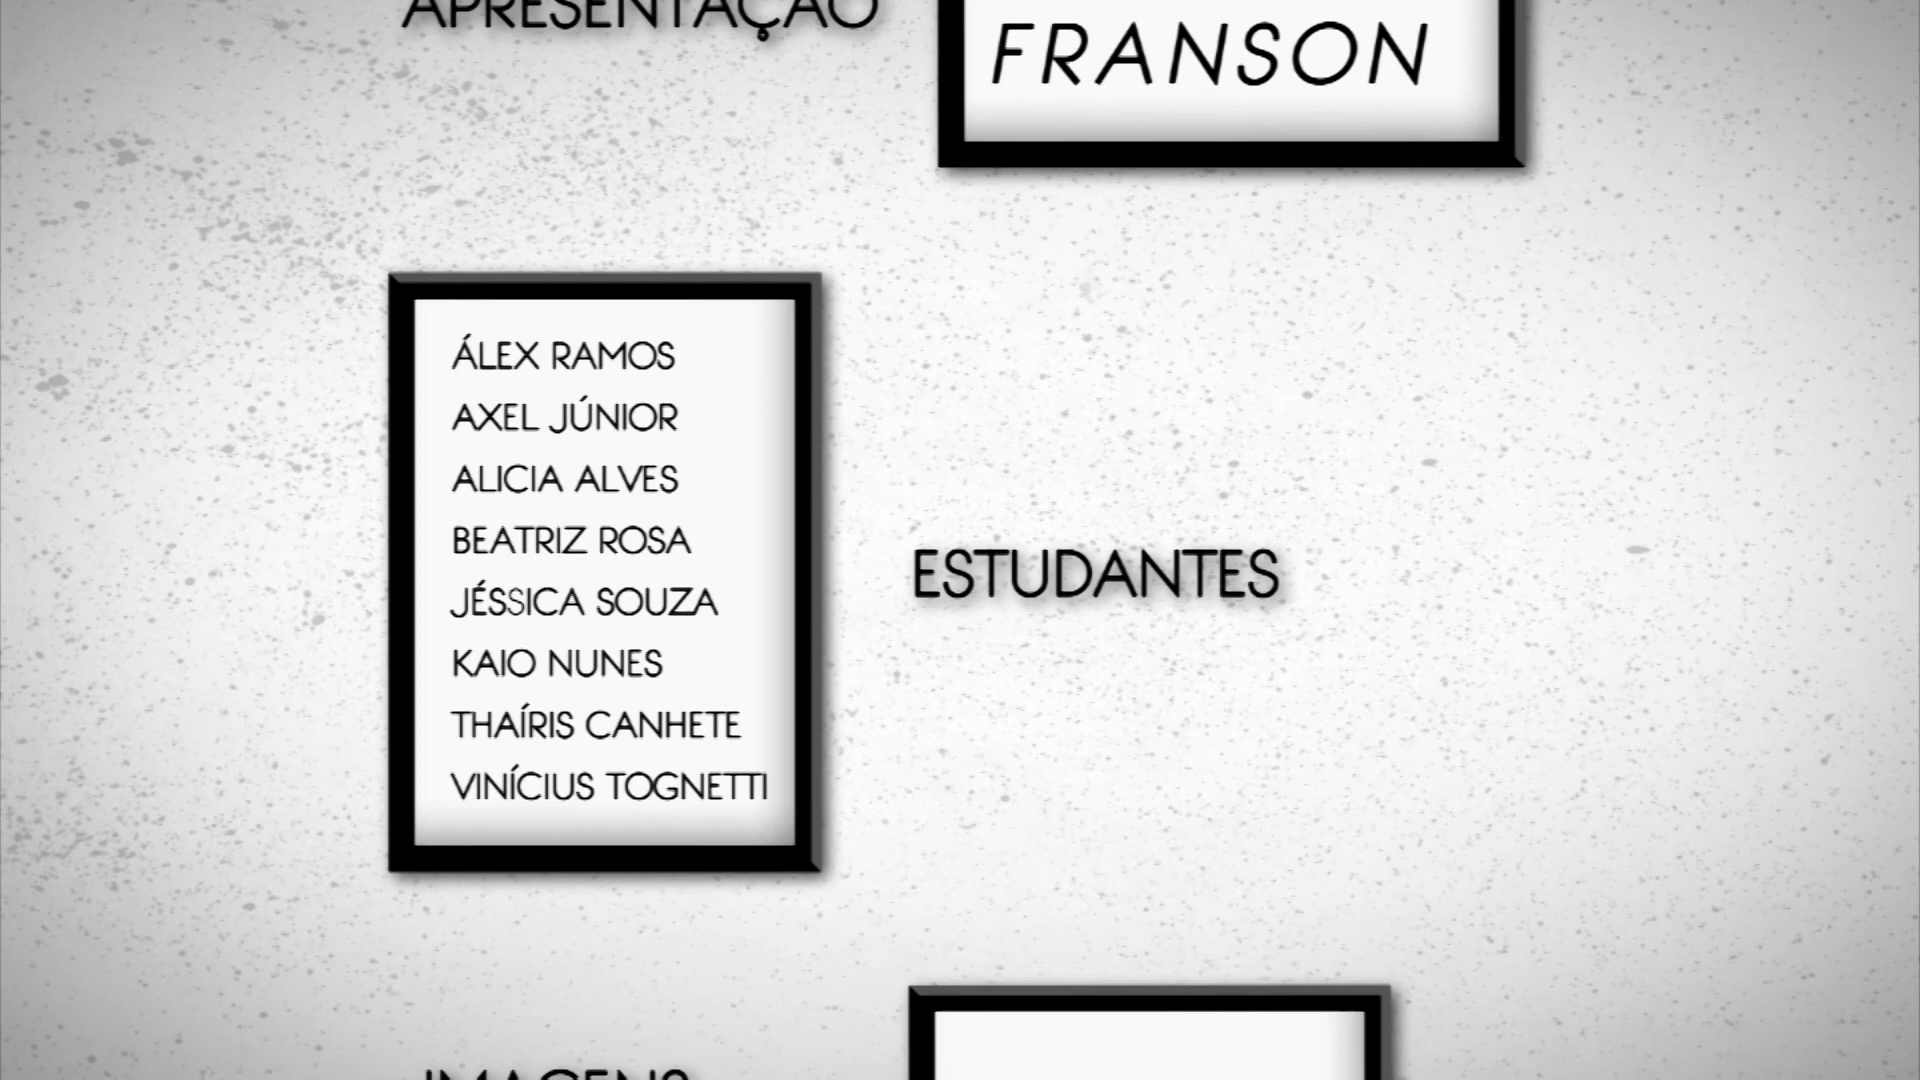 APRESENTAÇÃO
FRANSON
ÁLEX RAMOS
AXEL JÚNIOR
ALICIA ALVES
BEATRIZ ROSA
JÉSSICA SOUZA
KAIO NUNES
THAÍRIS CANHETE
VINÍCIUS TOGNETTI
ESTUDANTES
IMAGENS